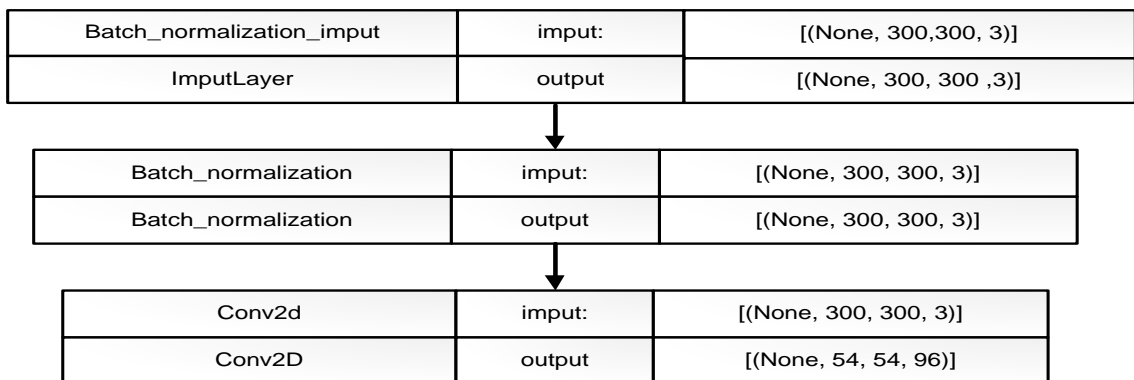 Batch_normalization_imput imput: [(None, 300,300, 3)]
ImputLayer output [(None, 300, 300 ,3)]
Batch_normalization imput: [(None, 300, 300, 3)]
Batch_normalization output [(None, 300, 300, 3)]
Conv2d imput: [(None, 300, 300, 3)]
Conv2D output [(None, 54, 54, 96)]